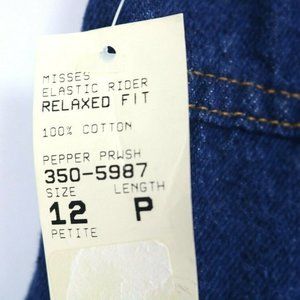 MISSES
ELASTIC RIDER
RELAXED FIT
100% COTTON
PEPPER PRWSH
350-5987
SIZE LENGTH
12 P
PETITE